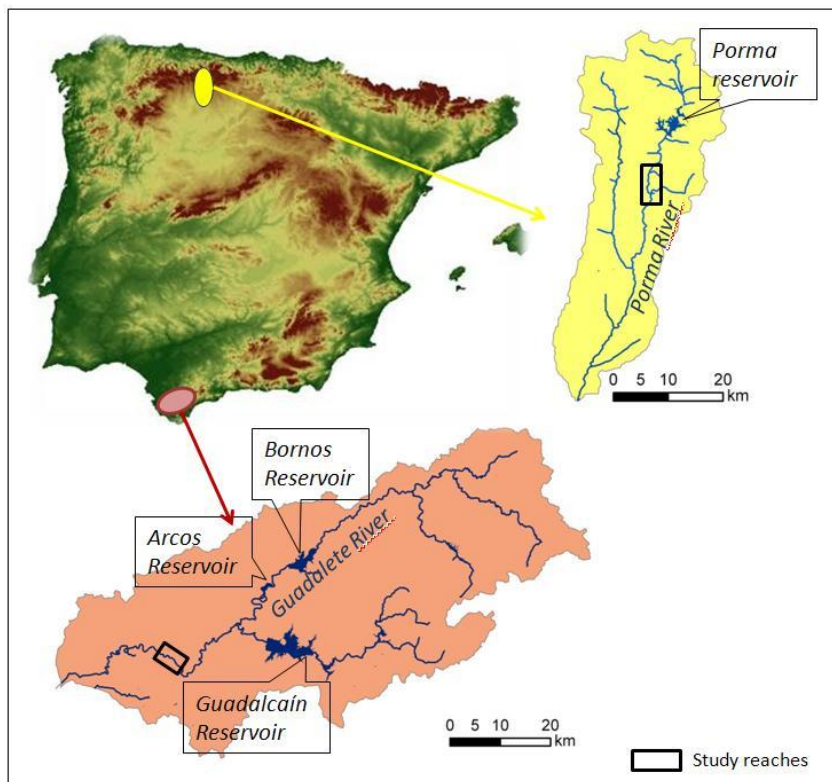 Porma
reservoir
Porma River
0 5 10 20
km
Bornos
Reservoir
Arcos
Reservoir
Guadalete River
Guadalcaín
Reservoir
0 5 10 20
km
Study reaches